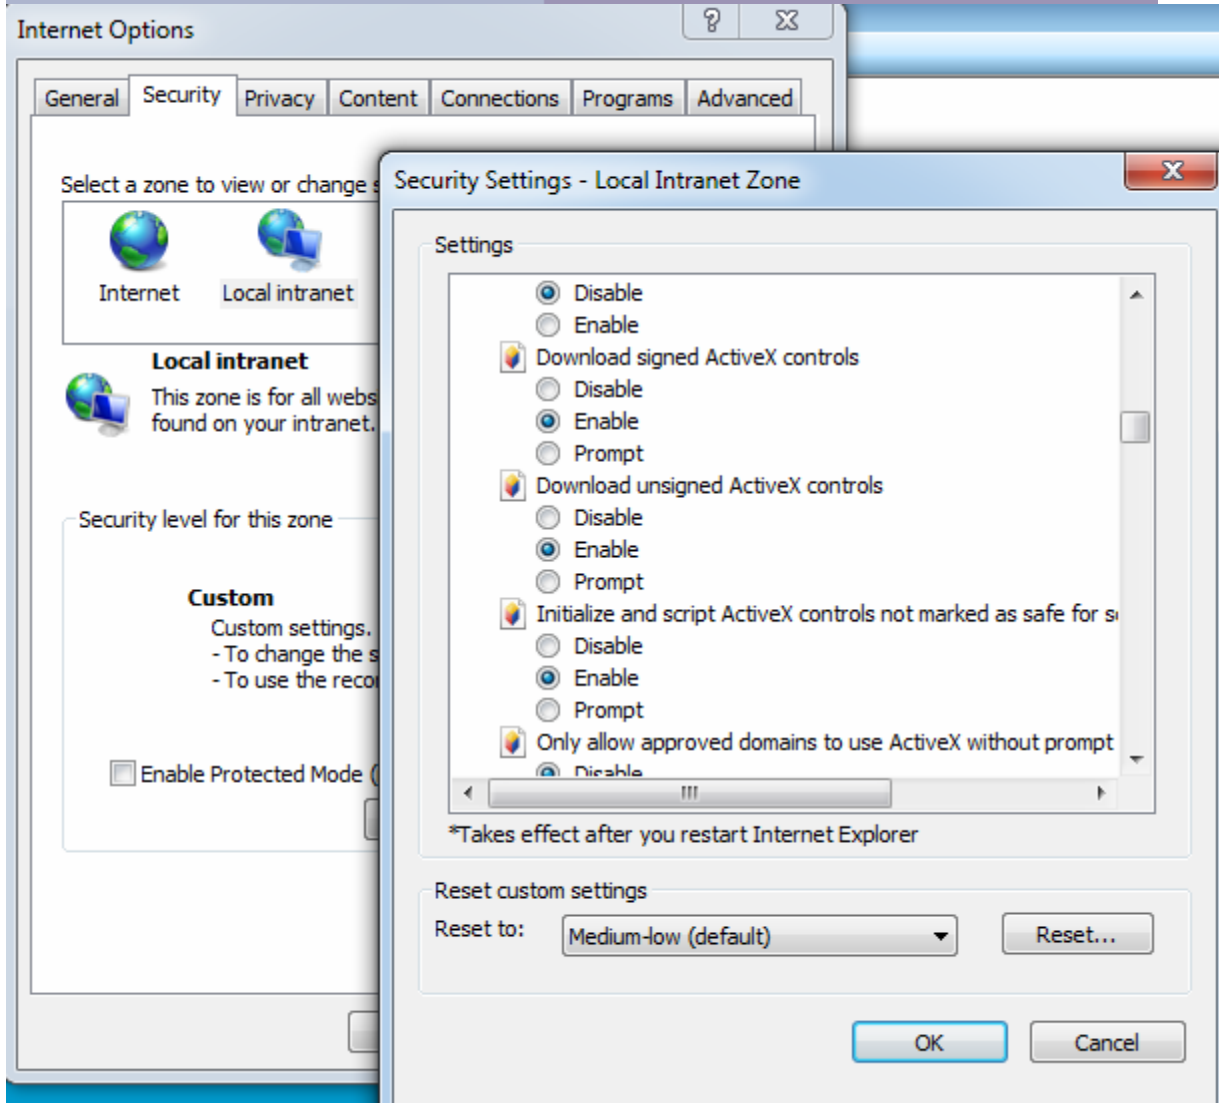 Internet Options
General Security Privacy Content Connections Programs Advanced
Select a zone to view or change
Internet Local intranet
Local intranet
This zone is for all
found on your intranet.
Security level for this zone
Custom
Custom settings.
- To change the
- To use the
Enable Protected Mode (
Security Settings - Local Intranet Zone
Settings
Disable
Enable
Download signed ActiveX controls
Disable
Enable
Prompt
Download unsigned ActiveX controls
Disable
Enable
Prompt
Initialize and script ActiveX controls not marked as safe for
Disable
Enable
Prompt
Only allow approved domains to use ActiveX without prompt
Disable
*Takes effect after you restart Internet Explorer
Reset custom settings
Reset to: Medium-low (default) Reset...
OK Cancel